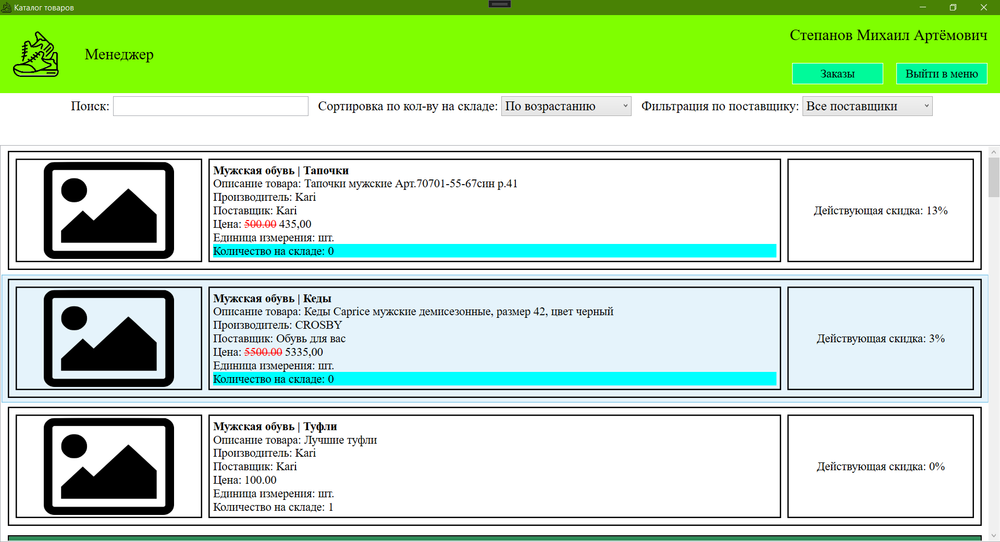 Каталог товаров
Менеджер
Степанов Михаил Артёмович
Заказы
Выйти в меню
Поиск:
Сортировка по кол-ву на складе: По возрастанию
Фильтрация по поставщику: Все поставщики
Мужская обувь | Тапочки
Описание товара: Тапочки мужские Арт.70701-55-67син р.41
Производитель: Kari
Поставщик: Kari
Цена: 500.00 435,00
Единица измерения: шт.
Количество на складе: 0
Действующая скидка: 13%
Мужская обувь | Кеды
Описание товара: Кеды Caprice мужские демисезонные, размер 42, цвет черный
Производитель: CROSBY
Поставщик: Обувь для вас
Цена: 5500.00 5335,00
Единица измерения: шт.
Количество на складе: 0
Действующая скидка: 3%
Мужская обувь | Туфли
Описание товара: Лучшие туфли
Производитель: Kari
Поставщик: Kari
Цена: 100.00
Единица измерения: шт.
Количество на складе: 1
Действующая скидка: 0%